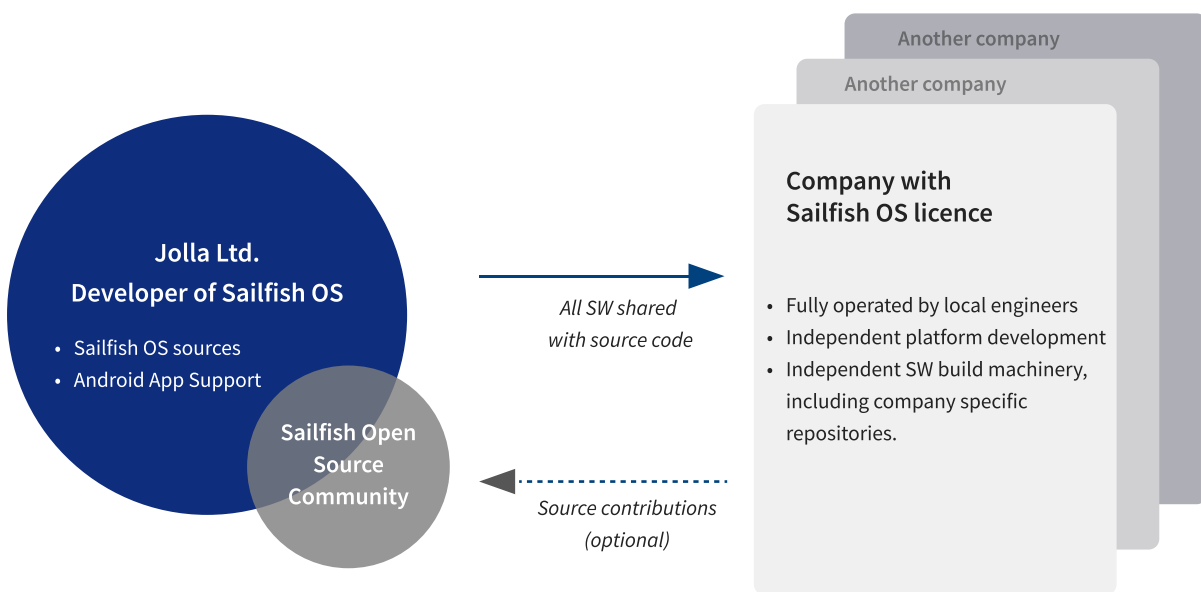 Jolla Ltd.
Developer of Sailfish OS
• Sailfish OS sources
• Android App Support
Sailfish Open
Source
Community
All SW shared
with source code
Source contributions
(optional)
Another company
Another company
Company with
Sailfish OS licence
• Fully operated by local engineers
• Independent platform development
• Independent SW build machinery,
including company specific
repositories.